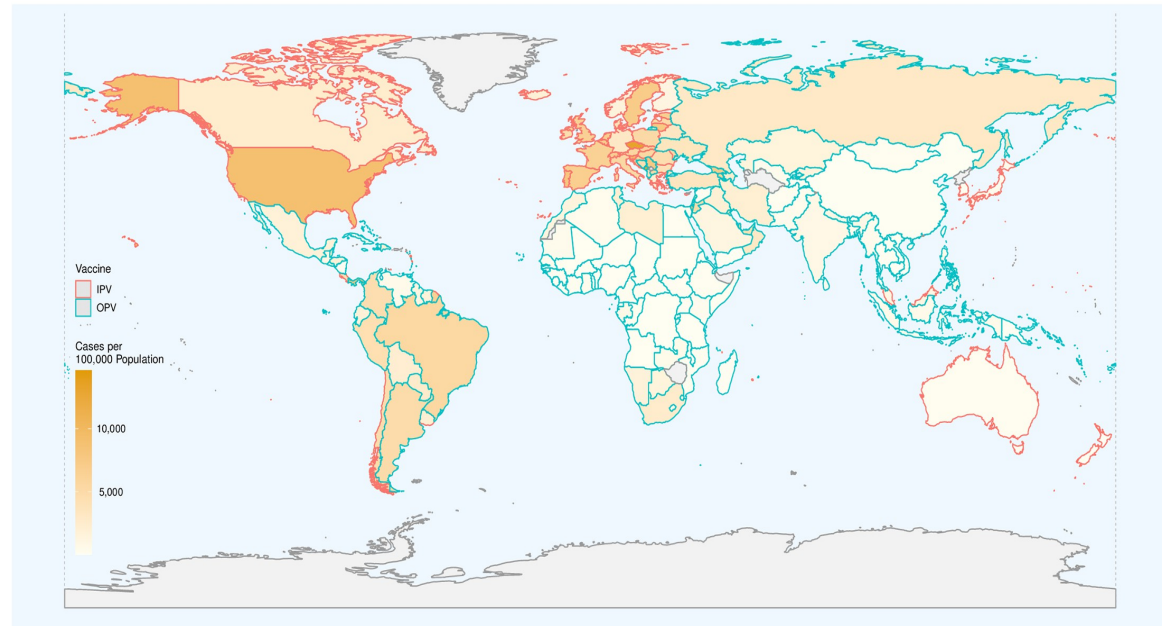 Vaccine
IPV
OPV
Cases per
100,000 Population
10,000
5,000